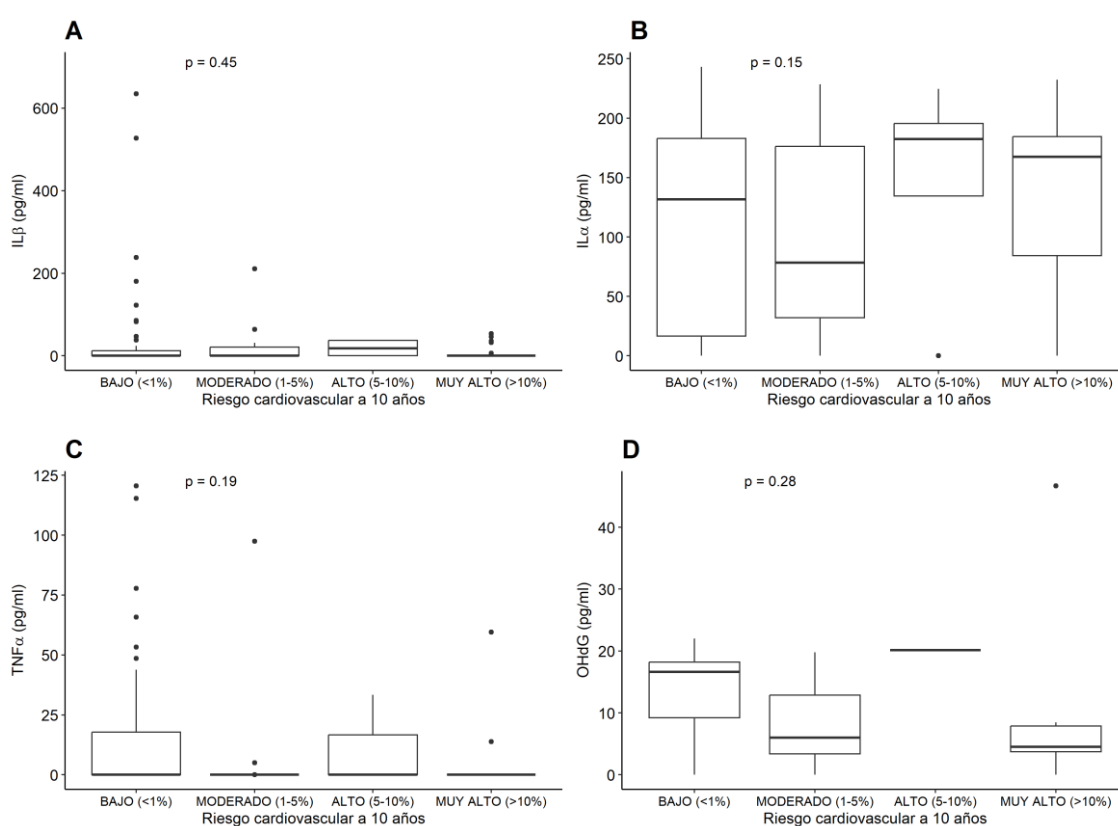 A
p = 0.45
600
400
200
0
ILβ (pg/ml)
BAJO (<1%) MODERADO (1-5%) ALTO (5-10%) MUY ALTO (>10%)
Riesgo cardiovascular a 10 años
B
p = 0.15
250
200
150
100
50
0
ILα (pg/ml)
BAJO (<1%) MODERADO (1-5%) ALTO (5-10%) MUY ALTO (>10%)
Riesgo cardiovascular a 10 años
C
p = 0.19
125
100
75
50
25
0
TNFα (pg/ml)
BAJO (<1%) MODERADO (1-5%) ALTO (5-10%) MUY ALTO (>10%)
Riesgo cardiovascular a 10 años
D
p = 0.28
40
30
20
10
0
OHdG (pg/ml)
BAJO (<1%) MODERADO (1-5%) ALTO (5-10%) MUY ALTO (>10%)
Riesgo cardiovascular a 10 años